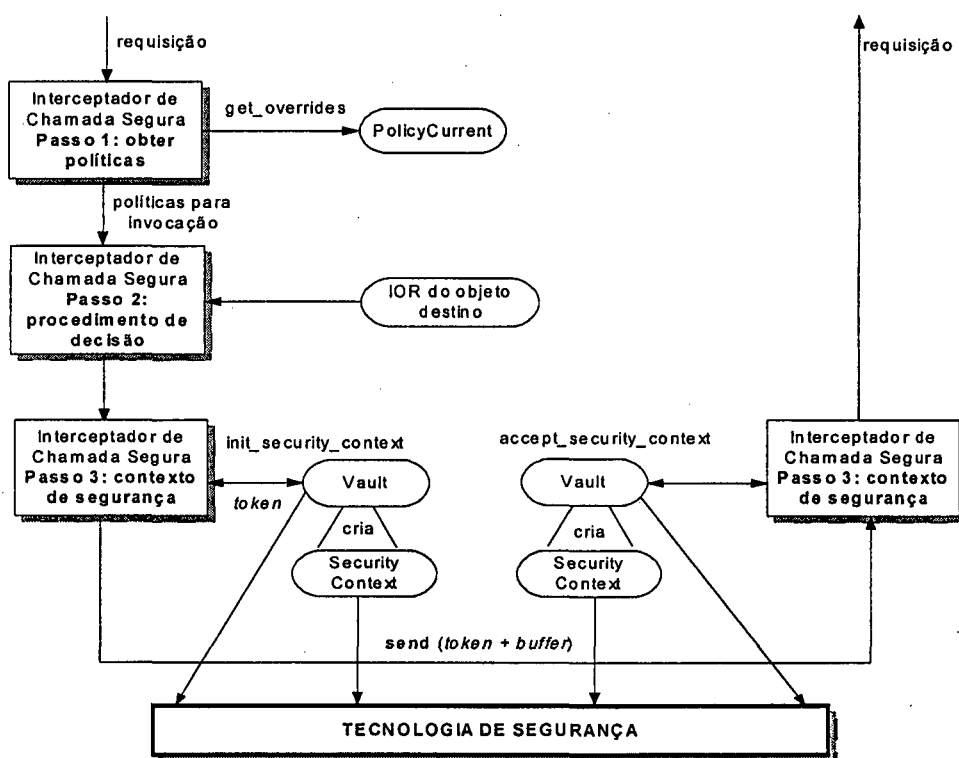 requisição
requisição
Interceptador de
Chamada Segura
Passo 1: obter
políticas
get_overrides
PolicyCurrent
políticas para
invocação
Interceptador de
Chamada Segura
Passo 2:
procedimento de
decisão
IOR do objeto
destino
Interceptador de
Chamada Segura
Passo 3: contexto
de segurança
init_security_context
token
Vault
cria
Security
Context
accept_security_context
Vault
cria
Security
Context
Interceptador de
Chamada Segura
Passo 3: contexto
de segurança
send (token + buffer)
TECNOLOGIA DE SEGURANÇA